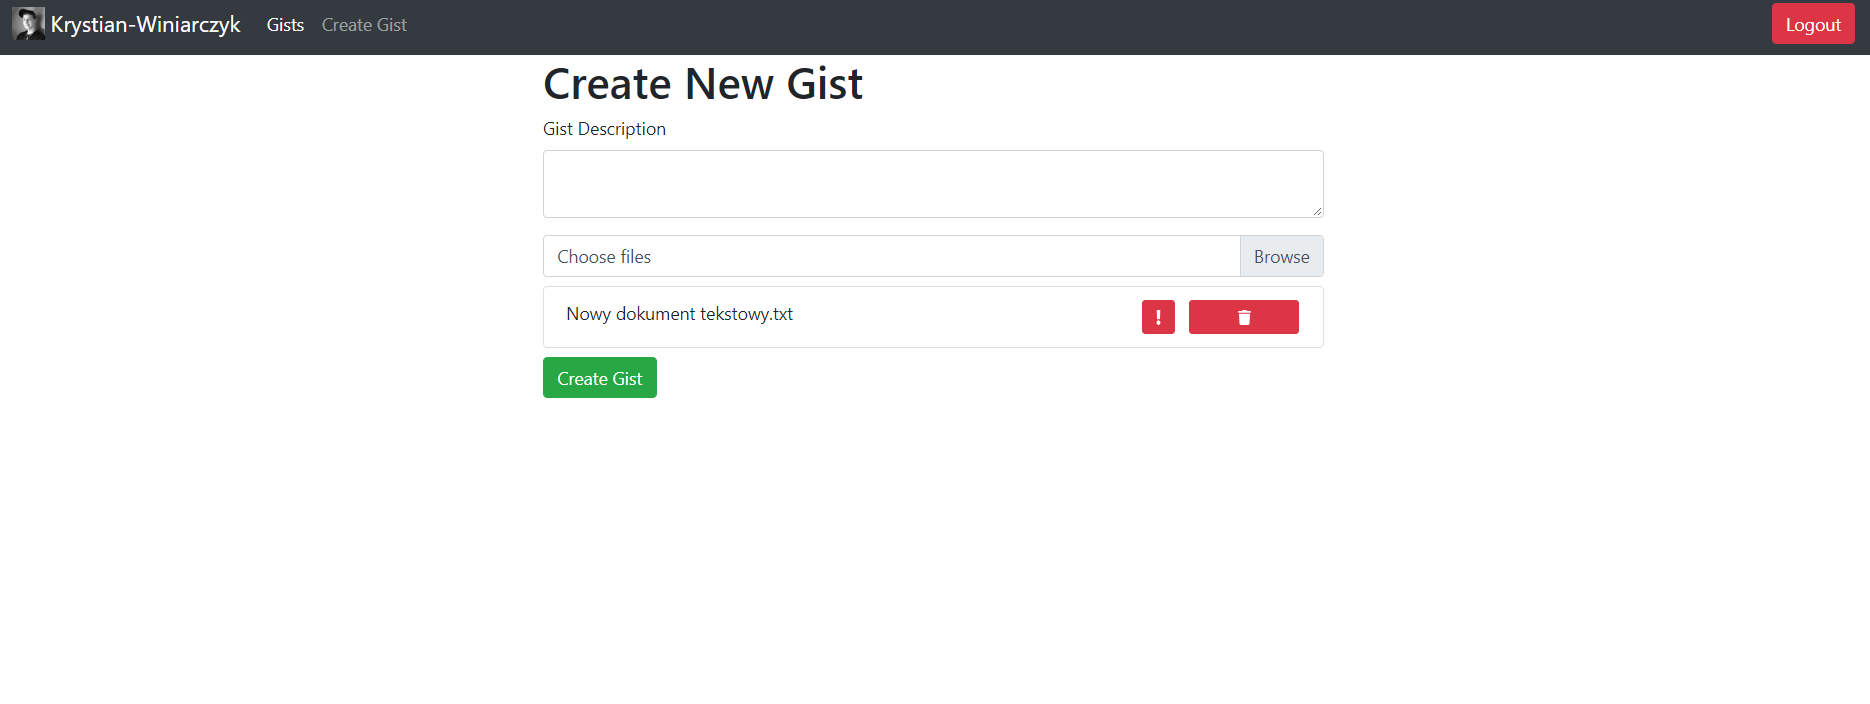 Krystian-Winiarczyk Gists Create Gist Logout
Create New Gist
Gist Description
Choose files Browse
Nowy dokument tekstowy.txt !
Create Gist